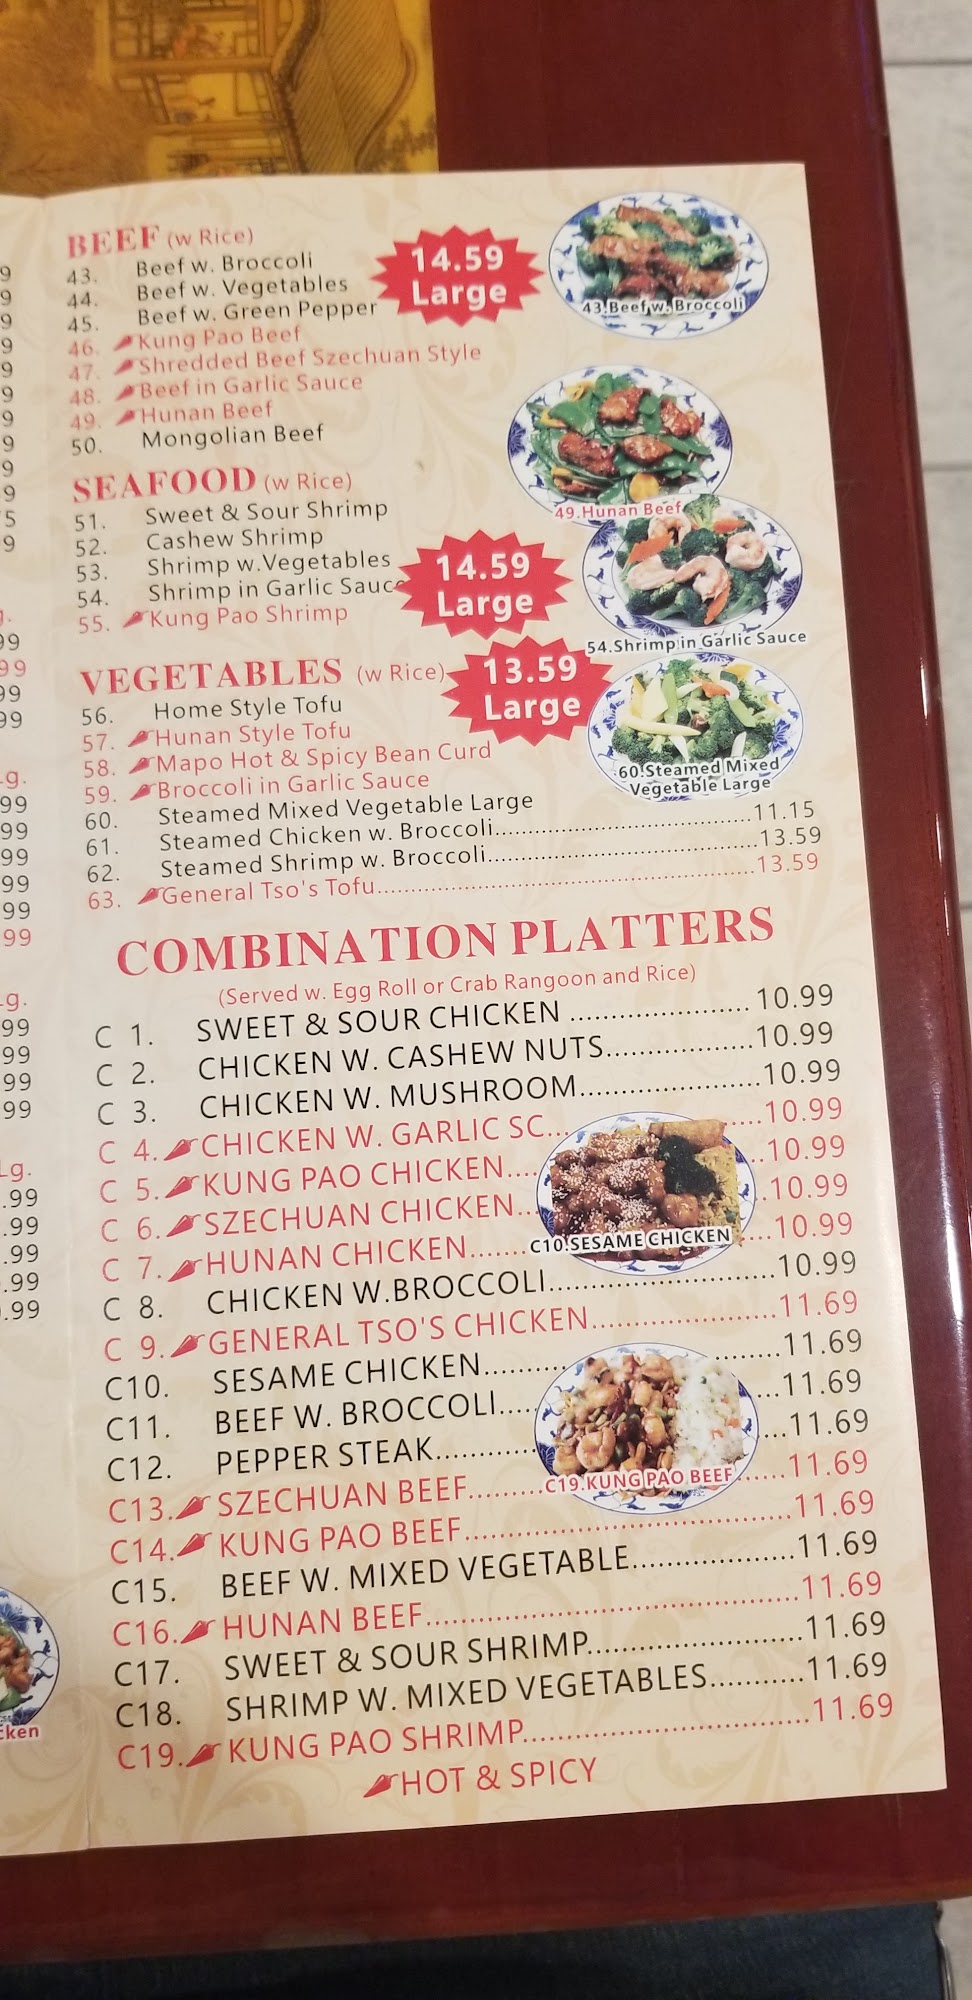 BEEF (w Rice)
43. Beef w. Broccoli
44. Beef w. Vegetables
45. Beef w. Green Pepper
46. Kung Pao Beef
47. Shredded Beef Szechuan Style
48. Beef in Garlic Sauce
49. Hunan Beef
50. Mongolian Beef
14.59
Large
43.Beef w. Broccoli
49.Hunan Beef
SEAFOOD (w Rice)
51. Sweet & Sour Shrimp
52. Cashew Shrimp
53. Shrimp w.Vegetables
54. Shrimp in Garlic Sauce
55. Kung Pao Shrimp
14.59
Large
54.Shrimp in Garlic Sauce
VEGETABLES (w Rice)
13.59
Large
56. Home Style Tofu
57. Hunan Style Tofu
58. Mapo Hot & Spicy Bean Curd
59. Broccoli in Garlic Sauce
60. Steamed Mixed Vegetable Large
61. Steamed Chicken w. Broccoli 11.15
62. Steamed Shrimp w. Broccoli 13.59
63. General Tso's Tofu 13.59
60.Steamed Mixed
Vegetable Large
COMBINATION PLATTERS
(Served w. Egg Roll or Crab Rangoon and Rice)
C 1. SWEET & SOUR CHICKEN 10.99
C 2. CHICKEN W. CASHEW NUTS 10.99
C 3. CHICKEN W. MUSHROOM 10.99
C 4. CHICKEN W. GARLIC SC 10.99
C 5. KUNG PAO CHICKEN 10.99
C 6. SZECHUAN CHICKEN 10.99
C 7. HUNAN CHICKEN 10.99
C10.SESAME CHICKEN
C 8. CHICKEN W.BROCCOLI 10.99
C 9. GENERAL TSO'S CHICKEN 11.69
C10. SESAME CHICKEN 11.69
C11. BEEF W. BROCCOLI 11.69
C12. PEPPER STEAK 11.69
C13. SZECHUAN BEEF 11.69
C19.KUNG PAO BEEF
C14. KUNG PAO BEEF 11.69
C15. BEEF W. MIXED VEGETABLE 11.69
C16. HUNAN BEEF 11.69
C17. SWEET & SOUR SHRIMP 11.69
C18. SHRIMP W. MIXED VEGETABLES 11.69
C19. KUNG PAO SHRIMP 11.69
HOT & SPICY